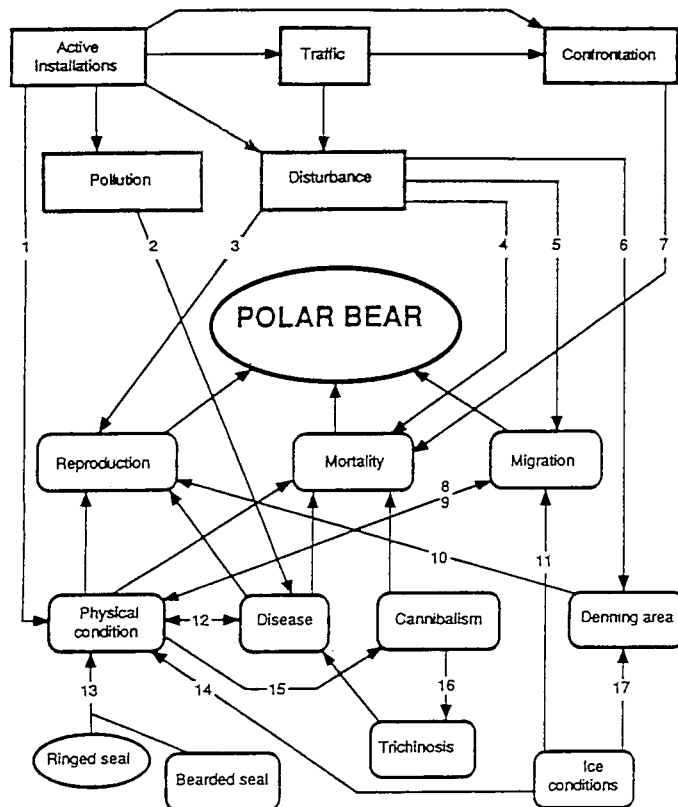 Active
Installations
Traffic
Confrontation
Pollution
Disturbance
1
2
3
4
5
6
7
POLAR BEAR
Reproduction
Mortality
Migration
8
9
10
11
Physical
condition
12
Disease
Cannibalism
Denning area
13
14
15
16
17
Ringed seal
Bearded seal
Trichinosis
Ice
conditions